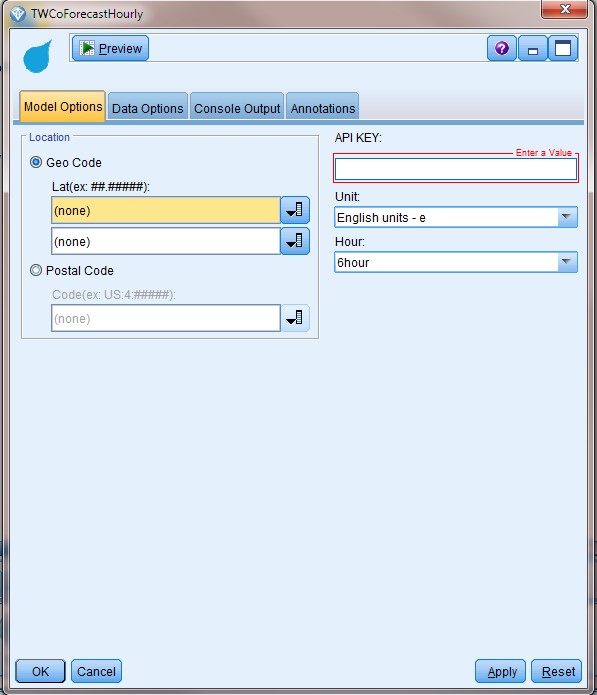 TWCoForecastHourly
Preview
Model Options
Data Options
Console Output
Annotations
Location
Geo Code
Lat(ex: ##.#####):
(none)
(none)
Postal Code
Code(ex: US:4:#####):
(none)
API KEY:
Enter a Value
Unit:
English units - e
Hour:
6hour
OK
Cancel
Apply
Reset